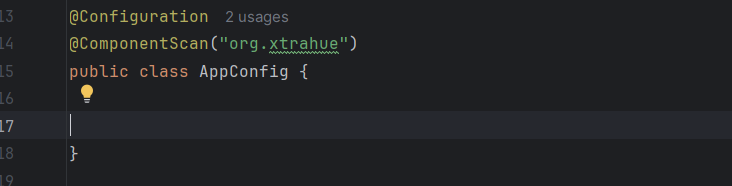 13 @Configuration 2 usages
14 @ComponentScan("org.xtrahue")
15 public class AppConfig {
16
17
18 }
19